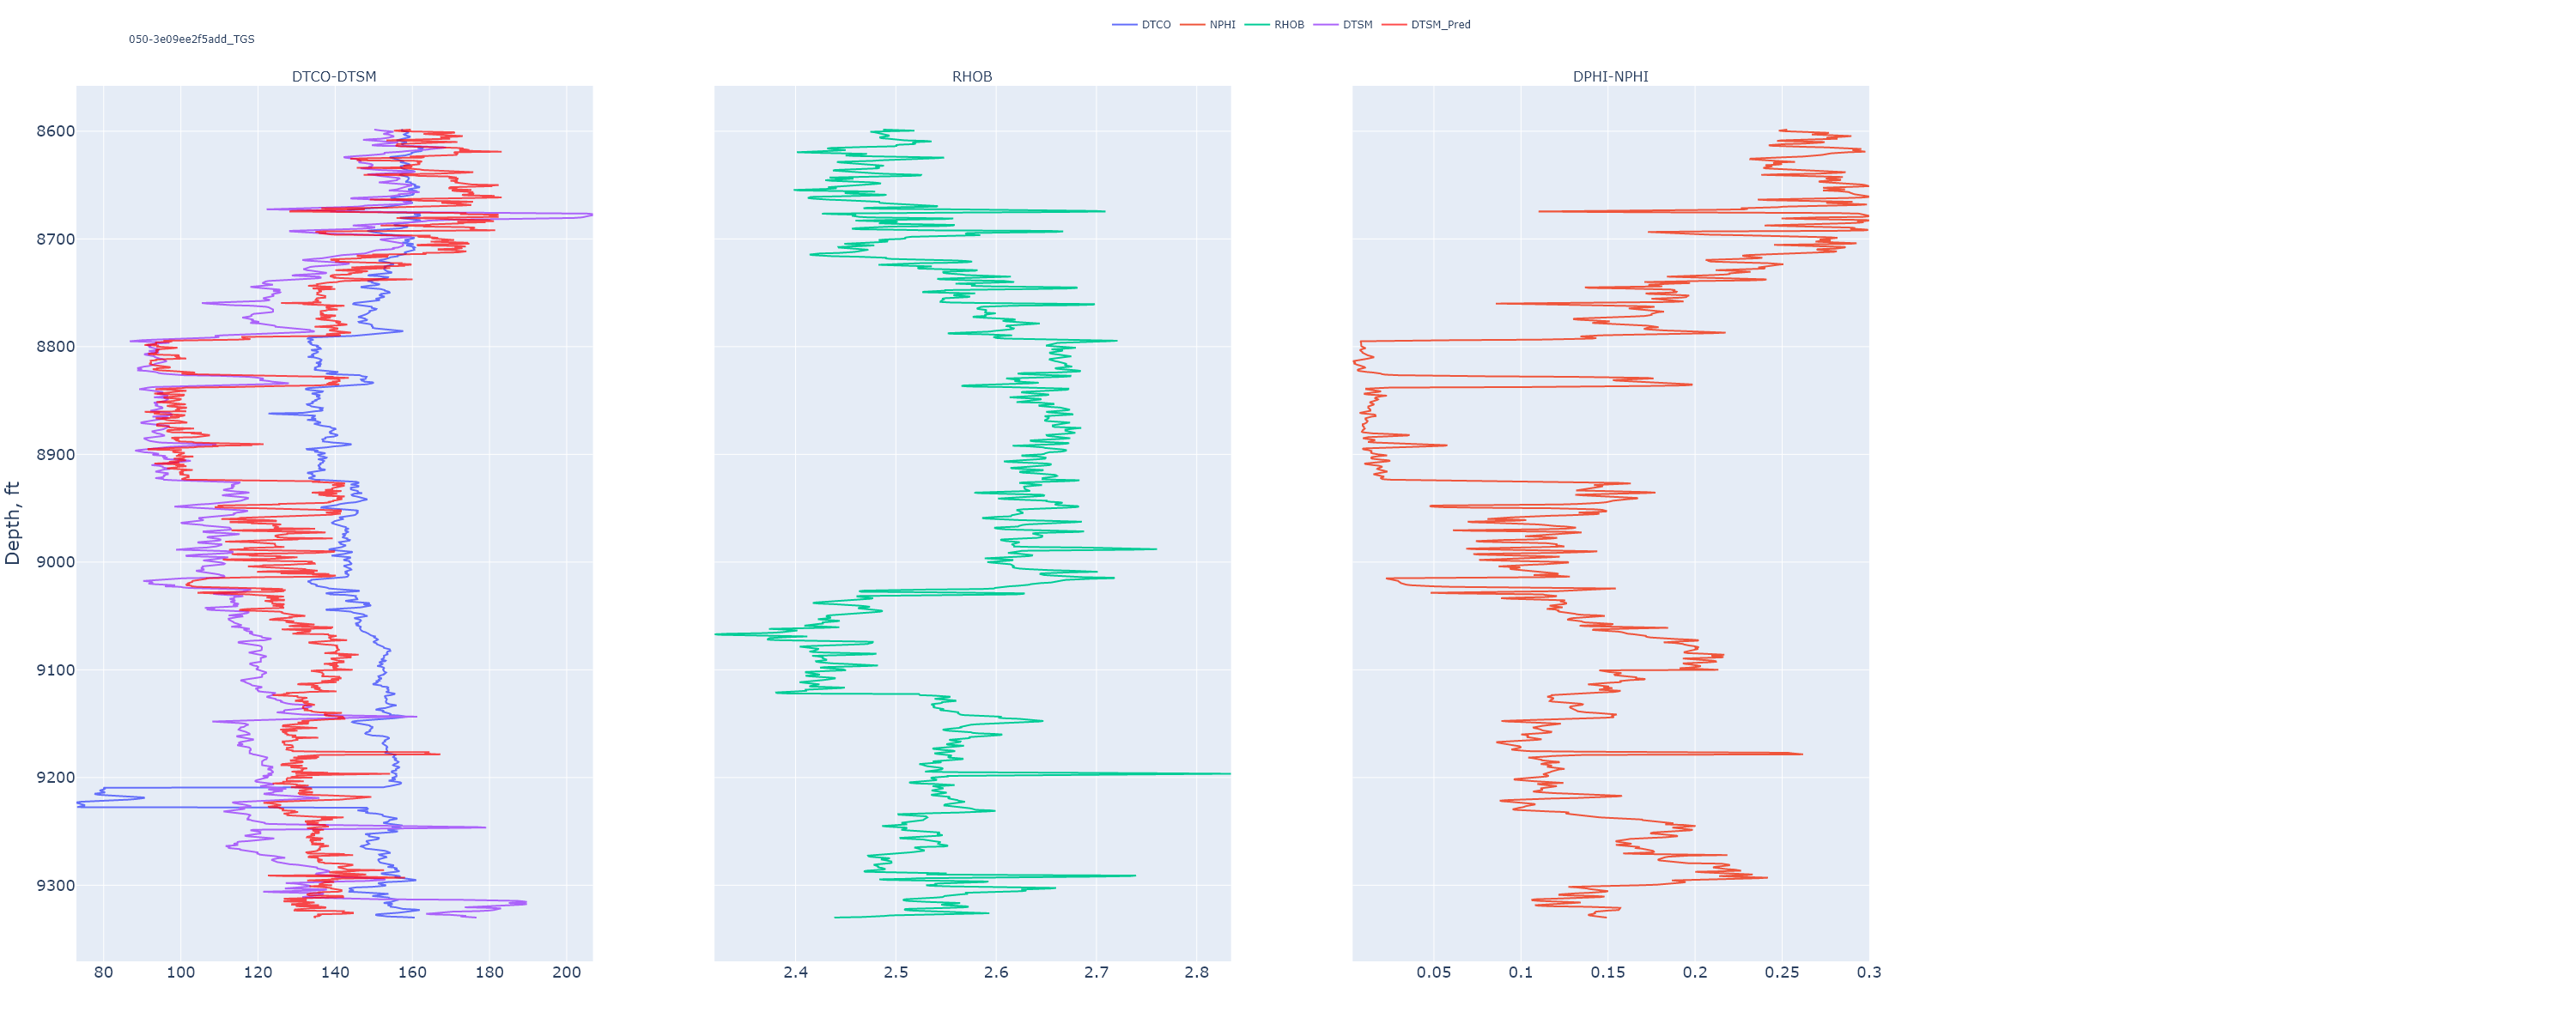 DTCO NPHI RHOB DTSM DTSM_Pred
050-3e09ee2f5add_TGS
DTCO-DTSM RHOB DPHI-NPHI
8600
8700
8800
8900
9000
9100
9200
9300
Depth, ft
80 100 120 140 160 180 200 2.4 2.5 2.6 2.7 2.8 0.05 0.1 0.15 0.2 0.25 0.3